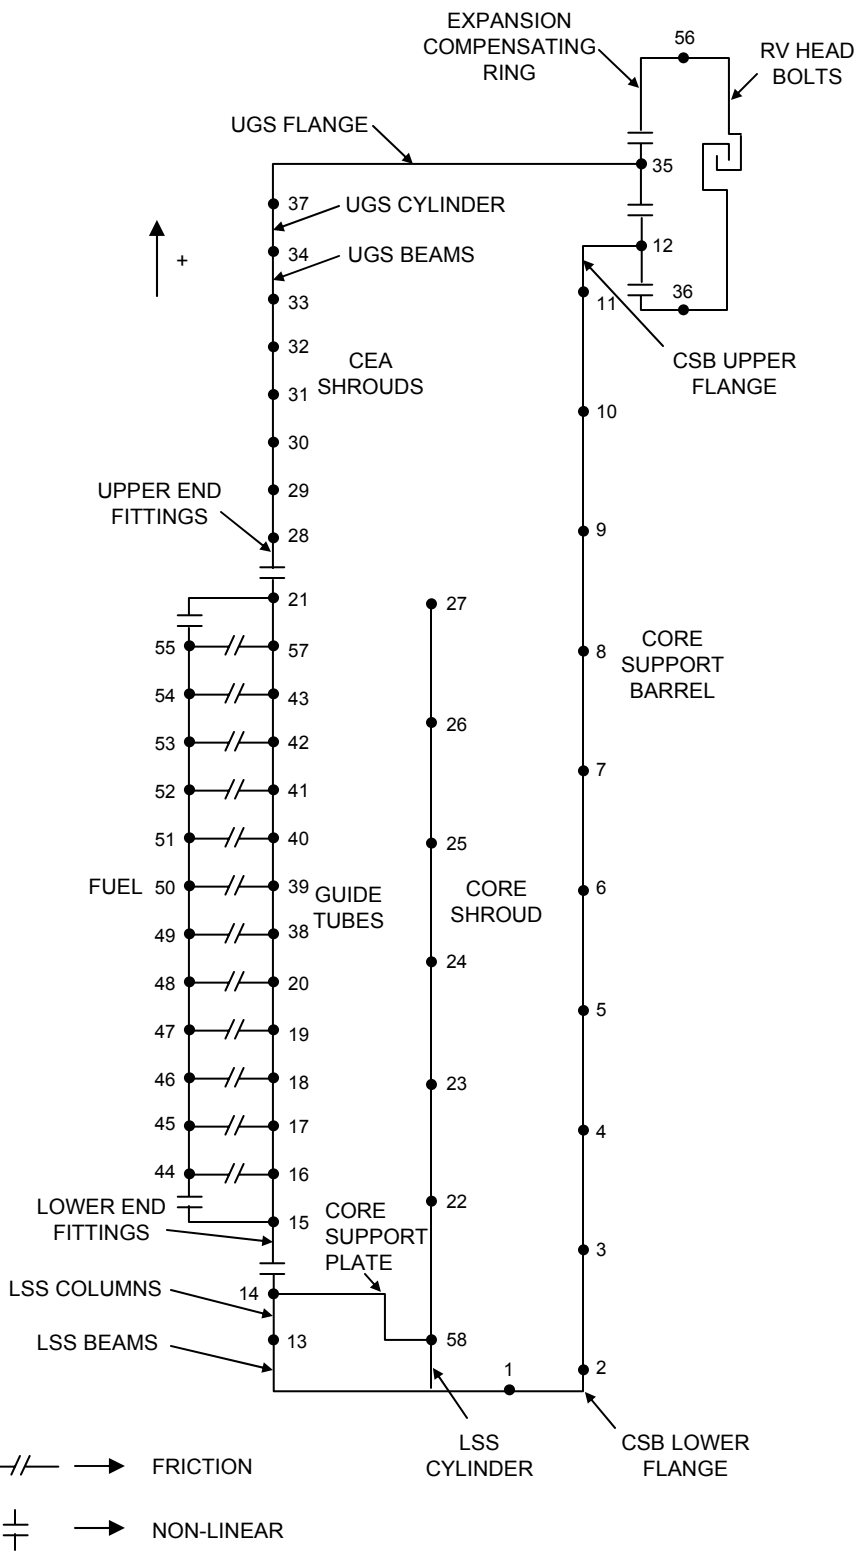 EXPANSION
COMPENSATING
RING
56
RV HEAD
BOLTS
UGS FLANGE
35
37
UGS CYLINDER
+
34
UGS BEAMS
12
33
11
36
32
CEA
SHROUDS
CSB UPPER
FLANGE
31
10
30
UPPER END
FITTINGS
29
28
9
21
27
55
57
8
CORE
SUPPORT
BARREL
54
43
26
53
42
7
52
41
51
40
25
FUEL
50
39
GUIDE
TUBES
CORE
SHROUD
6
49
38
24
48
20
5
47
19
46
18
23
45
17
4
44
16
LOWER END
FITTINGS
15
CORE
SUPPORT
PLATE
22
3
LSS COLUMNS
14
LSS BEAMS
13
58
1
2
LSS
CYLINDER
CSB LOWER
FLANGE
FRICTION
NON-LINEAR